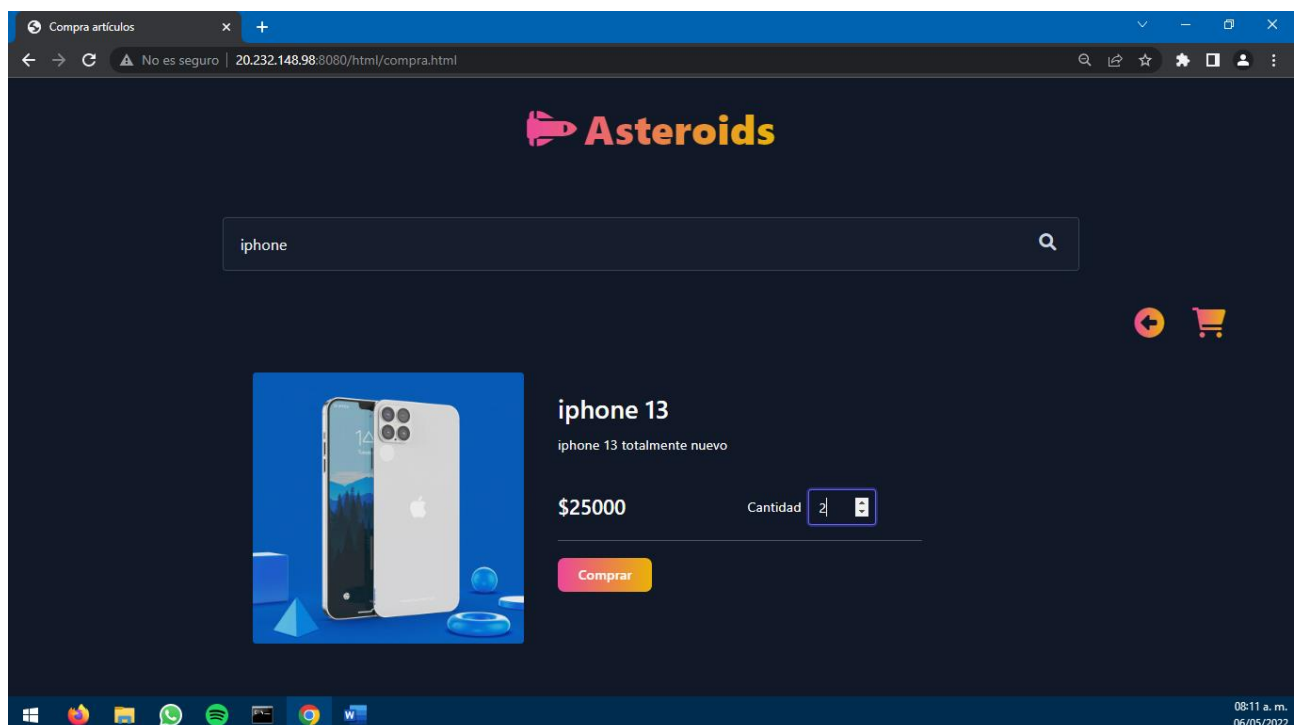 Compra artículos
No es seguro | 20.232.148.98:8080/html/compra.html
Asteroids
iphone
iphone 13
iphone 13 totalmente nuevo
$25000 Cantidad 2
Comprar
08:11 a. m.
06/05/2022